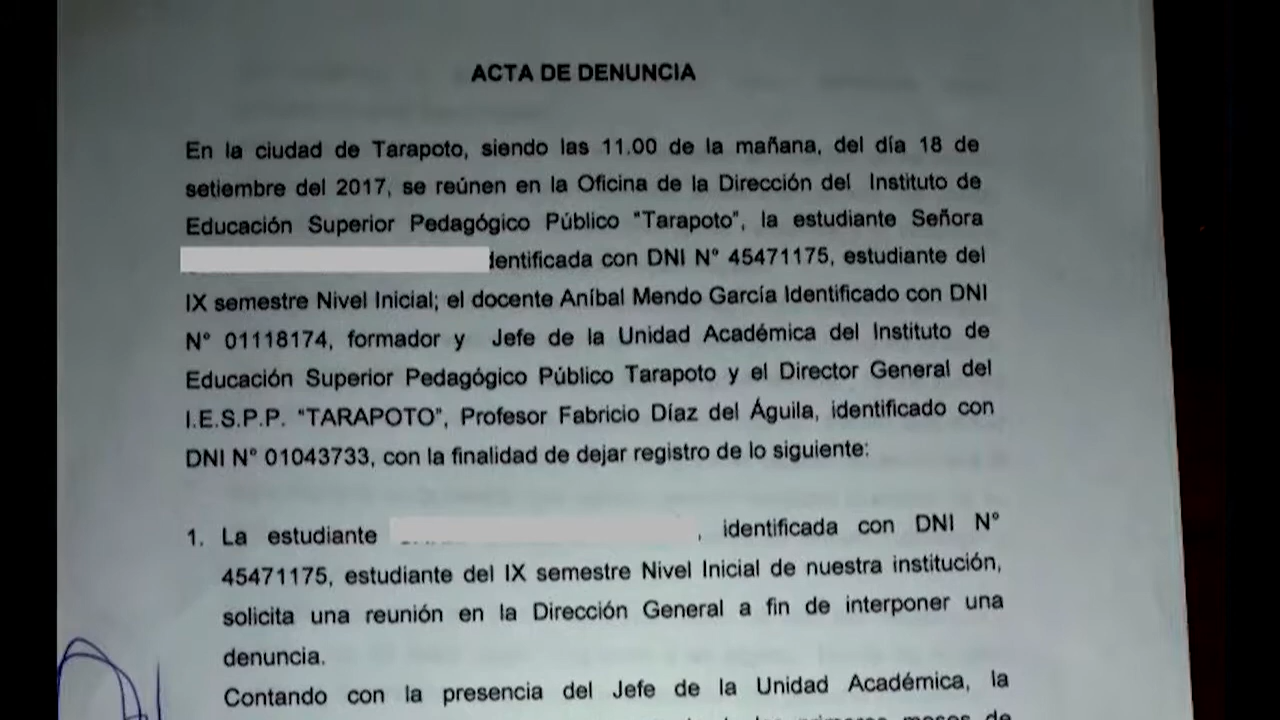 ACTA DE DENUNCIA
En la ciudad de Tarapoto, siendo las 11.00 de la mañana, del día 18 de
setiembre del 2017, se reúnen en la Oficina de la Dirección del Instituto de
Educación Superior Pedagógico Público "Tarapoto", la estudiante Señora
identificada con DNI N° 45471175, estudiante del
IX semestre Nivel Inicial; el docente Aníbal Mendo García Identificado con DNI
N° 01118174, formador y Jefe de la Unidad Académica del Instituto de
Educación Superior Pedagógico Público Tarapoto y el Director General del
I.E.S.P.P. "TARAPOTO", Profesor Fabricio Díaz del Águila, identificado con
DNI N° 01043733, con la finalidad de dejar registro de lo siguiente:
1. La estudiante , identificada con DNI N°
45471175, estudiante del IX semestre Nivel Inicial de nuestra institución,
solicita una reunión en la Dirección General a fin de interponer una
denuncia.
Contando con la presencia del Jefe de la Unidad Académica, la
primeros meses de